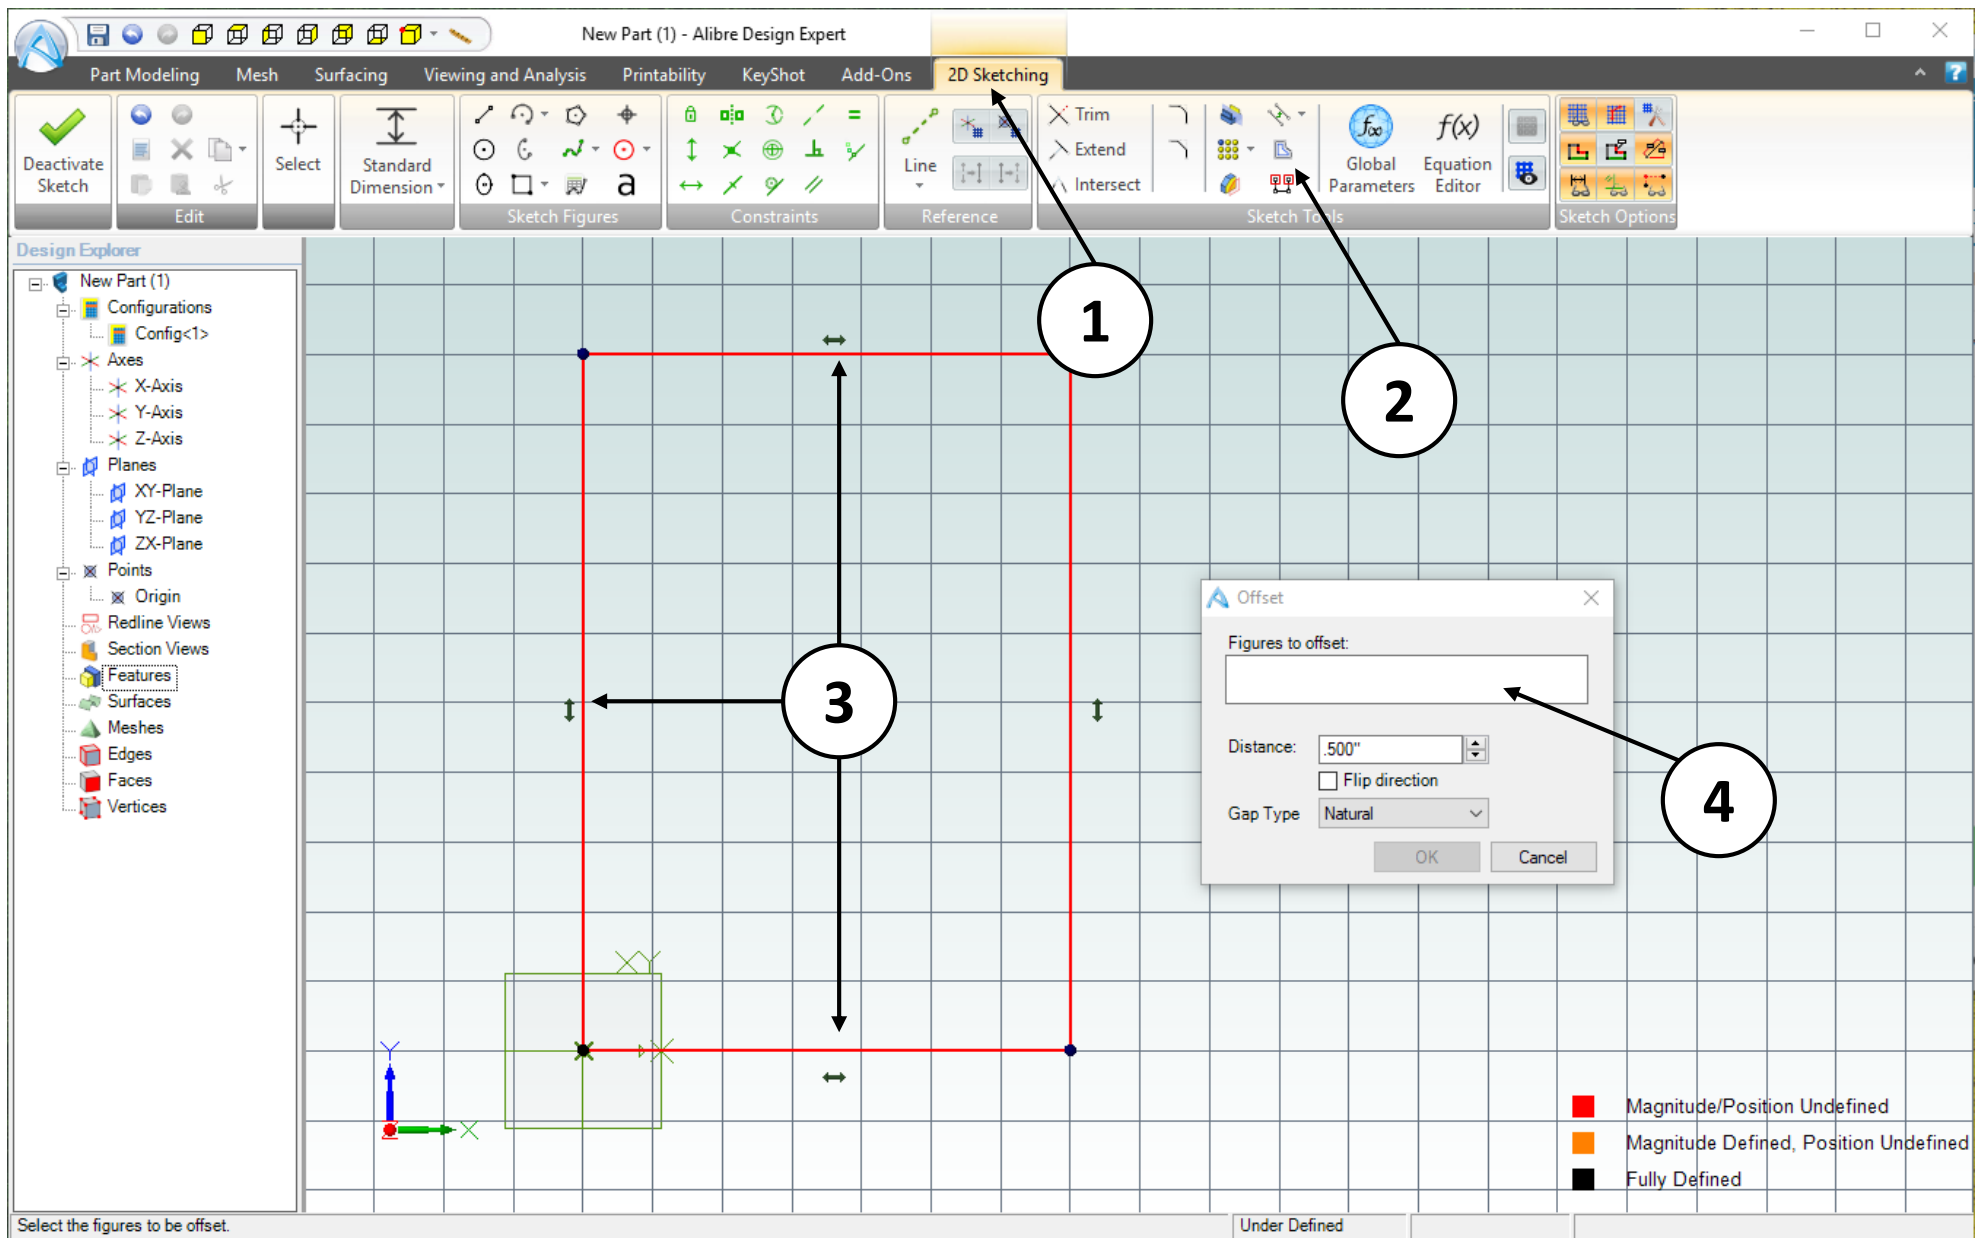 New Part (1) - Alibre Design Expert
Part Modeling Mesh Surfacing Viewing and Analysis Printability KeyShot Add-Ons 2D Sketching
?
Trim
Extend
Intersect
Deactivate Sketch
Select
Standard Dimension
a
Line
Global Parameters
f(x)
Equation Editor
Edit Sketch Figures Constraints Reference Sketch Tools Sketch Options
Design Explorer
New Part (1)
Configurations
Config<1>
Axes
X-Axis
Y-Axis
Z-Axis
Planes
XY-Plane
YZ-Plane
ZX-Plane
Points
Origin
Redline Views
Section Views
Features
Surfaces
Meshes
Edges
Faces
Vertices
1
2
3
4
Offset
Figures to offset:
Distance: .500"
Flip direction
Gap Type Natural
OK Cancel
XY
Y
X
Z
Magnitude/Position Undefined
Magnitude Defined, Position Undefined
Fully Defined
Select the figures to be offset.
Under Defined